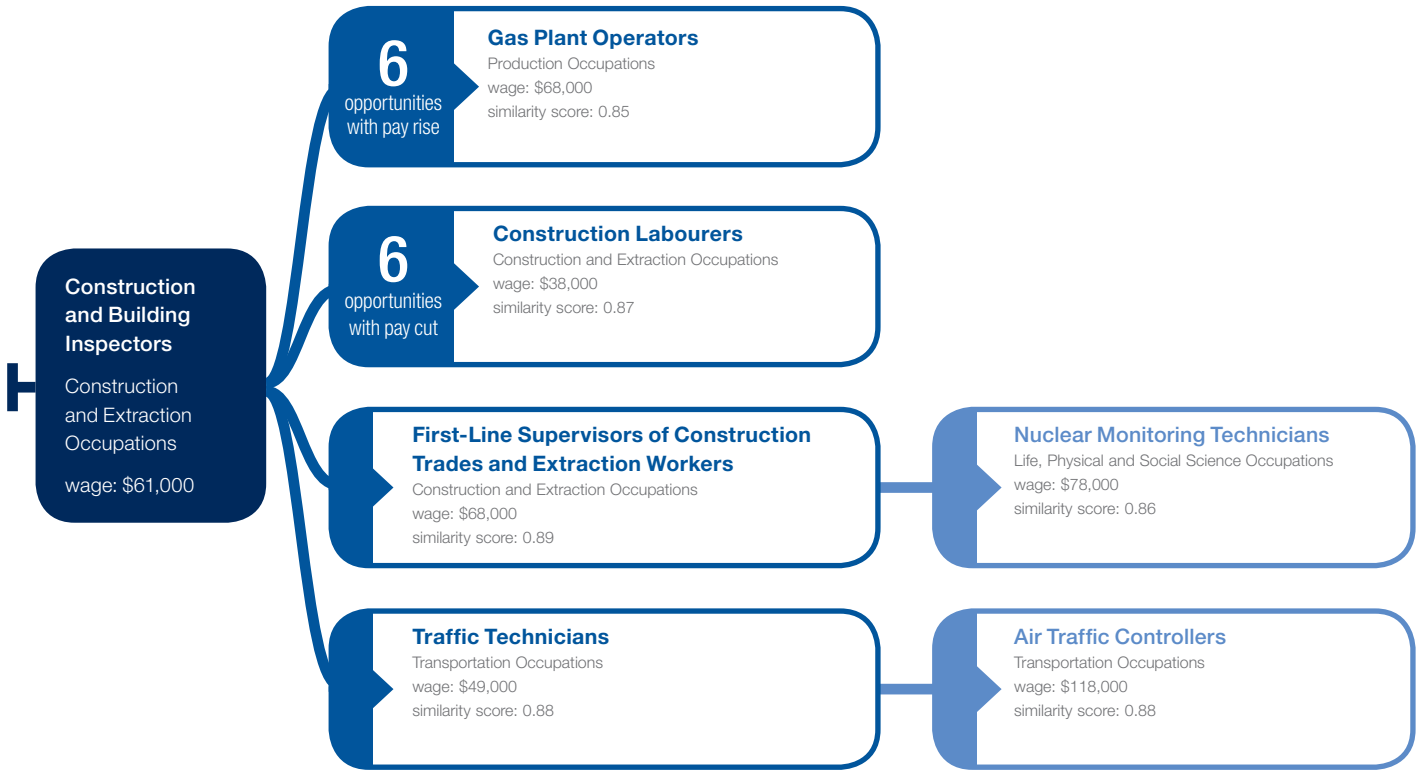 Construction
and Building
Inspectors
Construction
and Extraction
Occupations
wage: $61,000
6
opportunities
with pay rise
Gas Plant Operators
Production Occupations
wage: $68,000
similarity score: 0.85
6
opportunities
with pay cut
Construction Labourers
Construction and Extraction Occupations
wage: $38,000
similarity score: 0.87
First-Line Supervisors of Construction
Trades and Extraction Workers
Construction and Extraction Occupations
wage: $68,000
similarity score: 0.89
Nuclear Monitoring Technicians
Life, Physical and Social Science Occupations
wage: $78,000
similarity score: 0.86
Traffic Technicians
Transportation Occupations
wage: $49,000
similarity score: 0.88
Air Traffic Controllers
Transportation Occupations
wage: $118,000
similarity score: 0.88